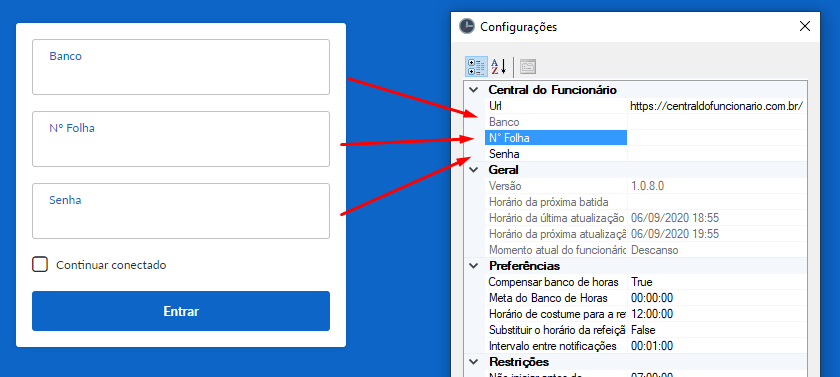 Banco
N° Folha
Senha
Continuar conectado
Entrar
Configurações
Central do Funcionário
Url https://centraldofuncionario.com.br/
Banco
N° Folha
Senha
Geral
Versão 1.0.8.0
Horário da próxima batida
Horário da última atualização 06/09/2020 18:55
Horário da próxima atualizaçã 06/09/2020 19:55
Momento atual do funcionário Descanso
Preferências
Compensar banco de horas True
Meta do Banco de Horas 00:00:00
Horário de costume para a re 12:00:00
Substituir o horário da refeiçã False
Intervalo entre notificações 00:01:00
Restrições
Não iniciar antes de 07:00:00